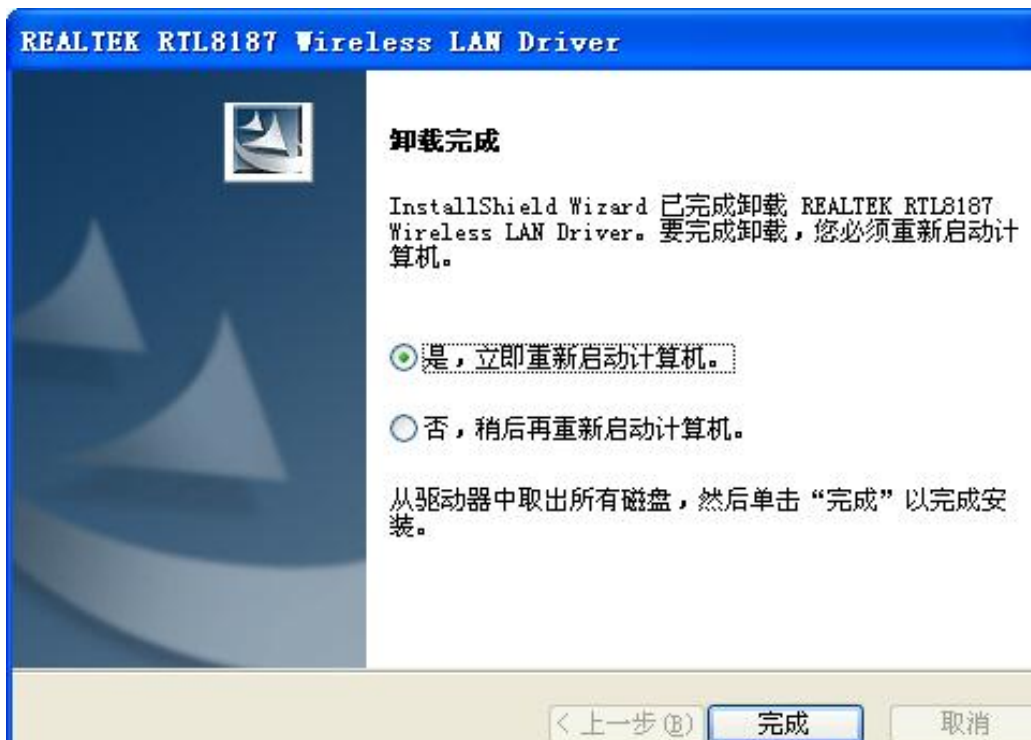 REALTEK RTL8187 Wireless LAN Driver
卸载完成
InstallShield Wizard 已完成卸载 REALTEK RTL8187
Wireless LAN Driver。要完成卸载，您必须重新启动计
算机。
是，立即重新启动计算机。
否，稍后再重新启动计算机。
从驱动器中取出所有磁盘，然后单击“完成”以完成安
装。
< 上一步(B)
完成
取消